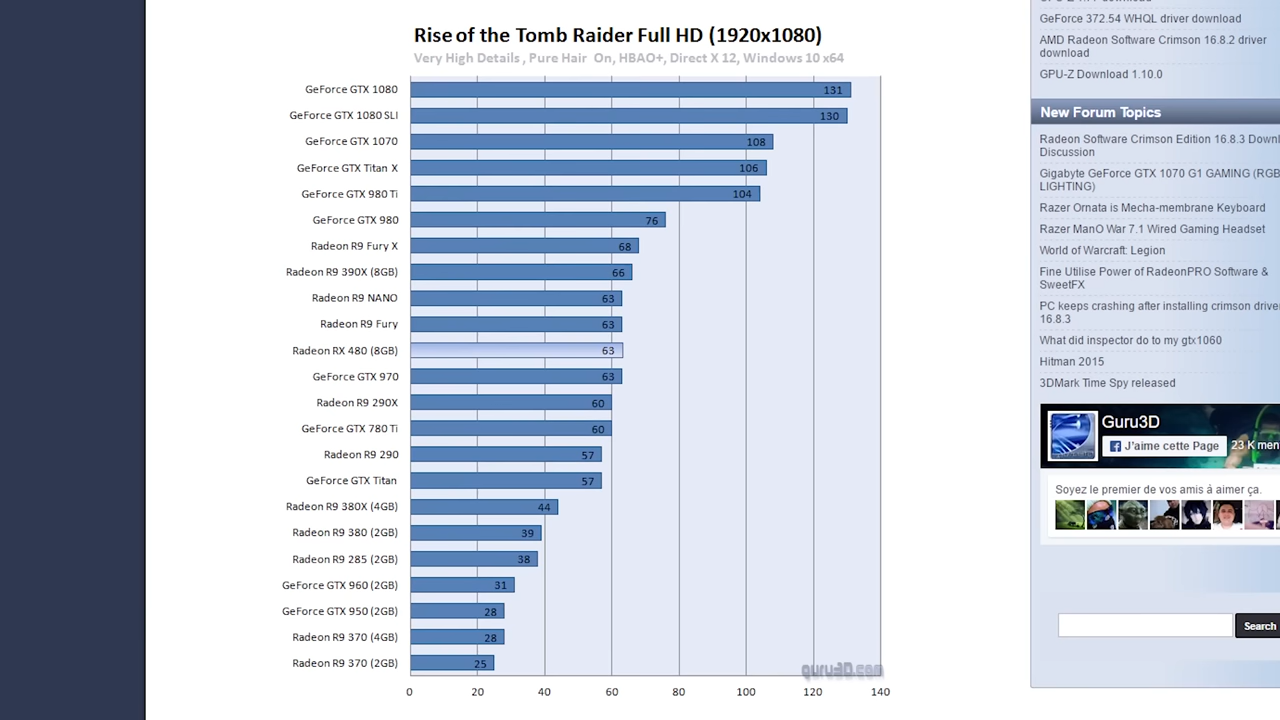 Rise of the Tomb Raider Full HD (1920x1080)
Very High Details , Pure Hair On, HBAO+, Direct X 12, Windows 10 x64
GeForce GTX 1080 131
GeForce GTX 1080 SLI 130
GeForce GTX 1070 108
GeForce GTX Titan X 106
GeForce GTX 980 Ti 104
GeForce GTX 980 76
Radeon R9 Fury X 68
Radeon R9 390X (8GB) 66
Radeon R9 NANO 63
Radeon R9 Fury 63
Radeon RX 480 (8GB) 63
GeForce GTX 970 63
Radeon R9 290X 60
GeForce GTX 780 Ti 60
Radeon R9 290 57
GeForce GTX Titan 57
Radeon R9 380X (4GB) 44
Radeon R9 380 (2GB) 39
Radeon R9 285 (2GB) 38
GeForce GTX 960 (2GB) 31
GeForce GTX 950 (2GB) 28
Radeon R9 370 (4GB) 28
Radeon R9 370 (2GB) 25
guru3D.com
0 20 40 60 80 100 120 140
GeForce 372.54 WHQL driver download
AMD Radeon Software Crimson 16.8.2 driver
download
GPU-Z Download 1.10.0
New Forum Topics
Radeon Software Crimson Edition 16.8.3 Downl
Discussion
Gigabyte GeForce GTX 1070 G1 GAMING (RGB
LIGHTING)
Razer Ornata is Mecha-membrane Keyboard
Razer ManO War 7.1 Wired Gaming Headset
World of Warcraft: Legion
Fine Utilise Power of RadeonPRO Software &
SweetFX
PC keeps crashing after installing crimson driver
16.8.3
What did inspector do to my gtx1060
Hitman 2015
3DMark Time Spy released
Guru3D
J'aime cette Page 23 K men
Soyez le premier de vos amis à aimer ça.
Search